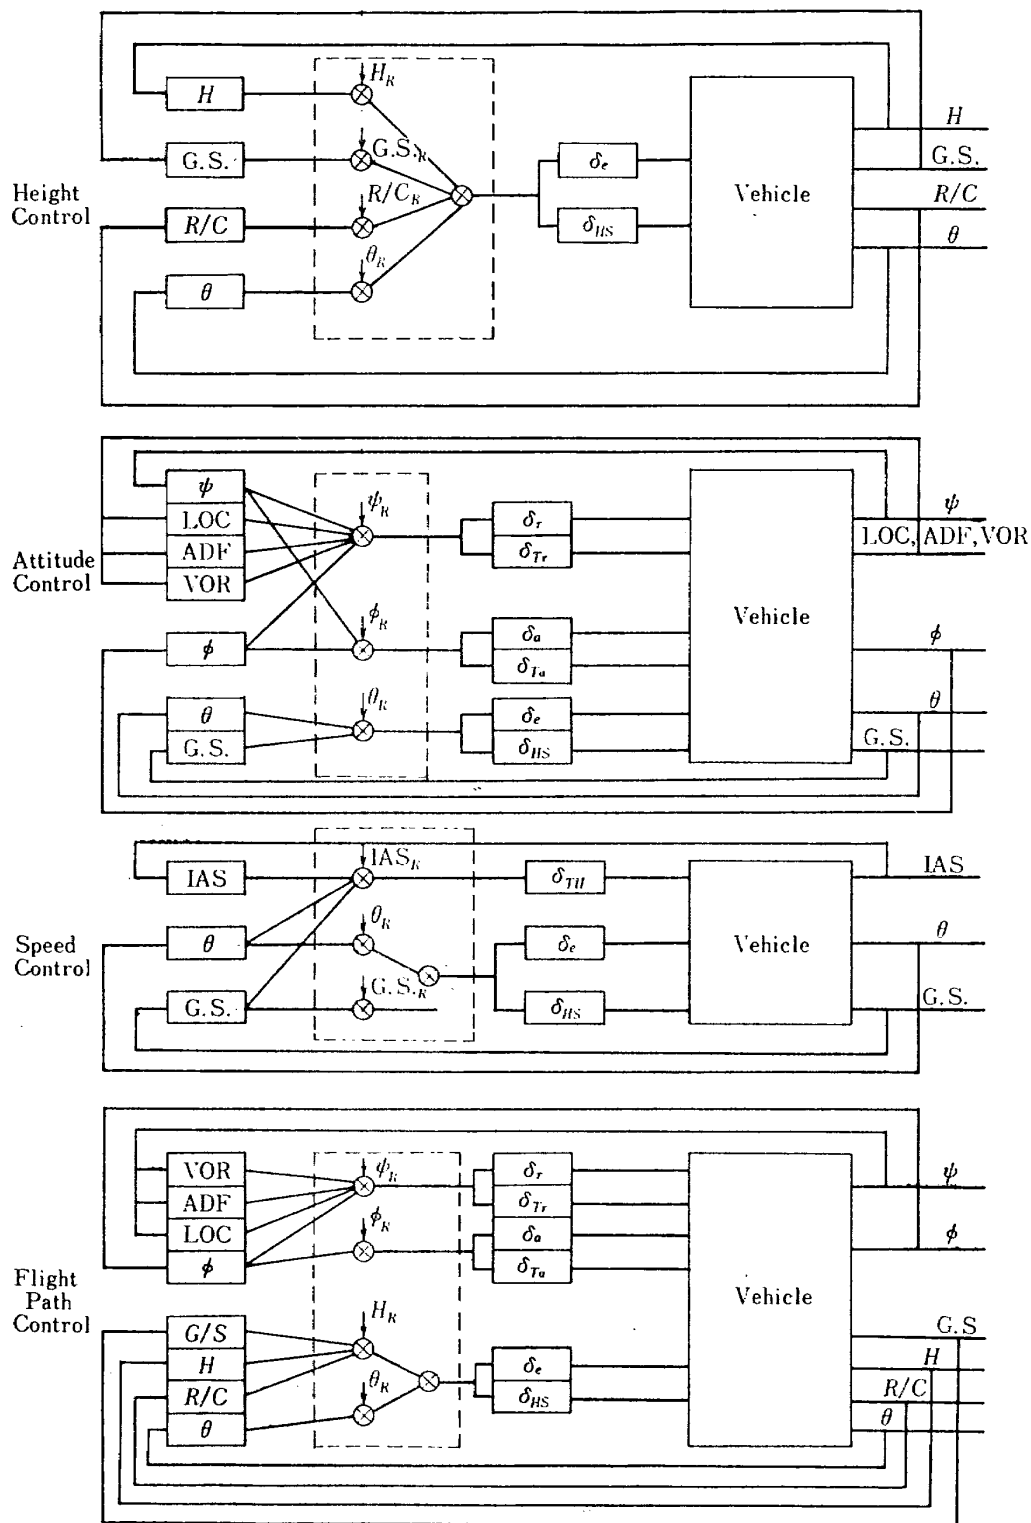 H_R
H
H
G.S._R
G.S.
G.S.
δ_e
Height
Control
Vehicle
R/C_R
R/C
R/C
δ_HS
θ_R
θ
θ
ψ
ψ_R
δ_r
ψ
LOC
LOC, ADF, VOR
ADF
δ_Tr
Attitude
Control
VOR
Vehicle
ϕ_R
δ_a
ϕ
ϕ
δ_Ta
θ_R
θ
δ_e
θ
G.S.
δ_HS
G.S.
IAS_R
IAS
IAS
δ_TH
θ_R
Speed
Control
θ
δ_e
Vehicle
θ
G.S._R
G.S.
δ_HS
G.S.
VOR
ψ_R
δ_r
ψ
ADF
δ_Tr
LOC
ϕ_R
δ_a
ϕ
ϕ
δ_Ta
Flight
Path
Control
Vehicle
H_R
G/S
G.S
H
δ_e
H
R/C
θ_R
δ_HS
R/C
θ
θ